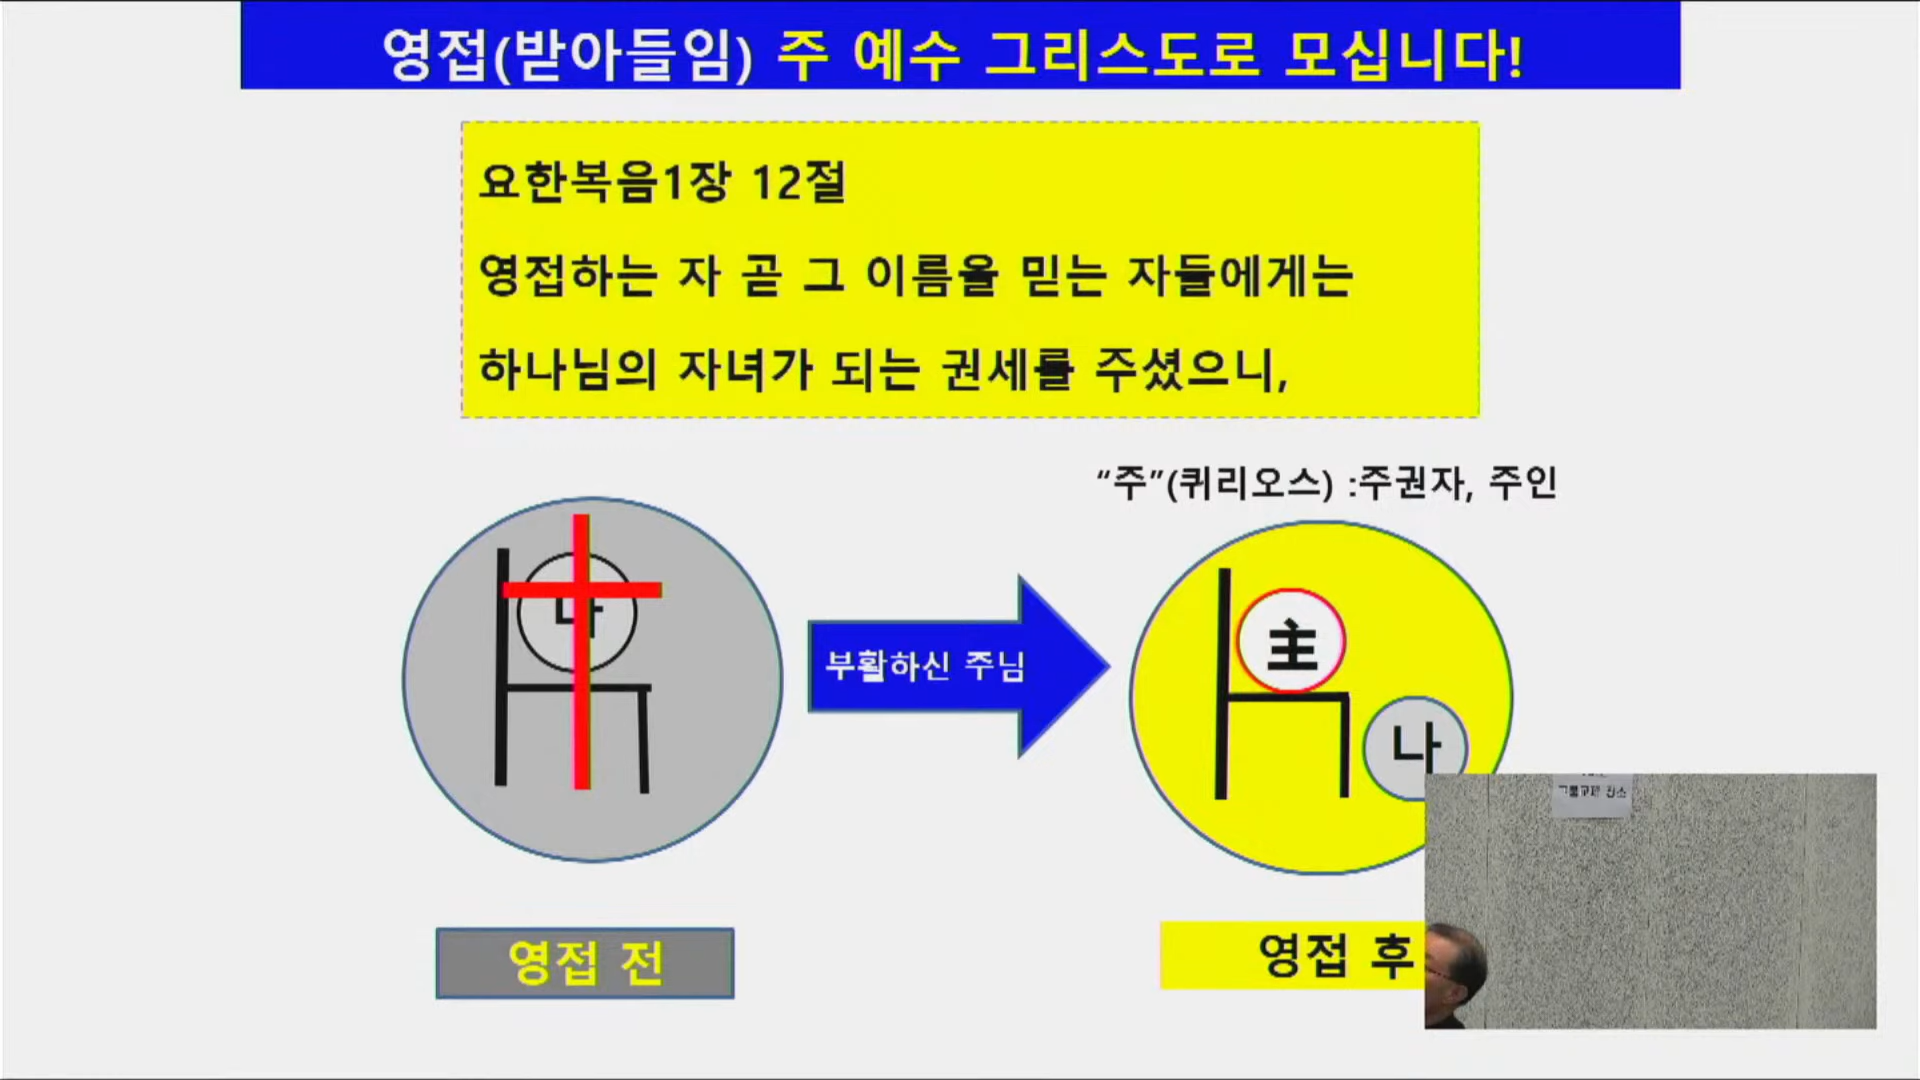 영접(받아들임) 주 예수 그리스도로 모십니다!
요한복음1장 12절
영접하는 자 곧 그 이름을 믿는 자들에게는
하나님의 자녀가 되는 권세를 주셨으니,
“주”(퀴리오스) :주권자, 주인
나
부활하신 주님
主
나
영접 전
영접 후
장소